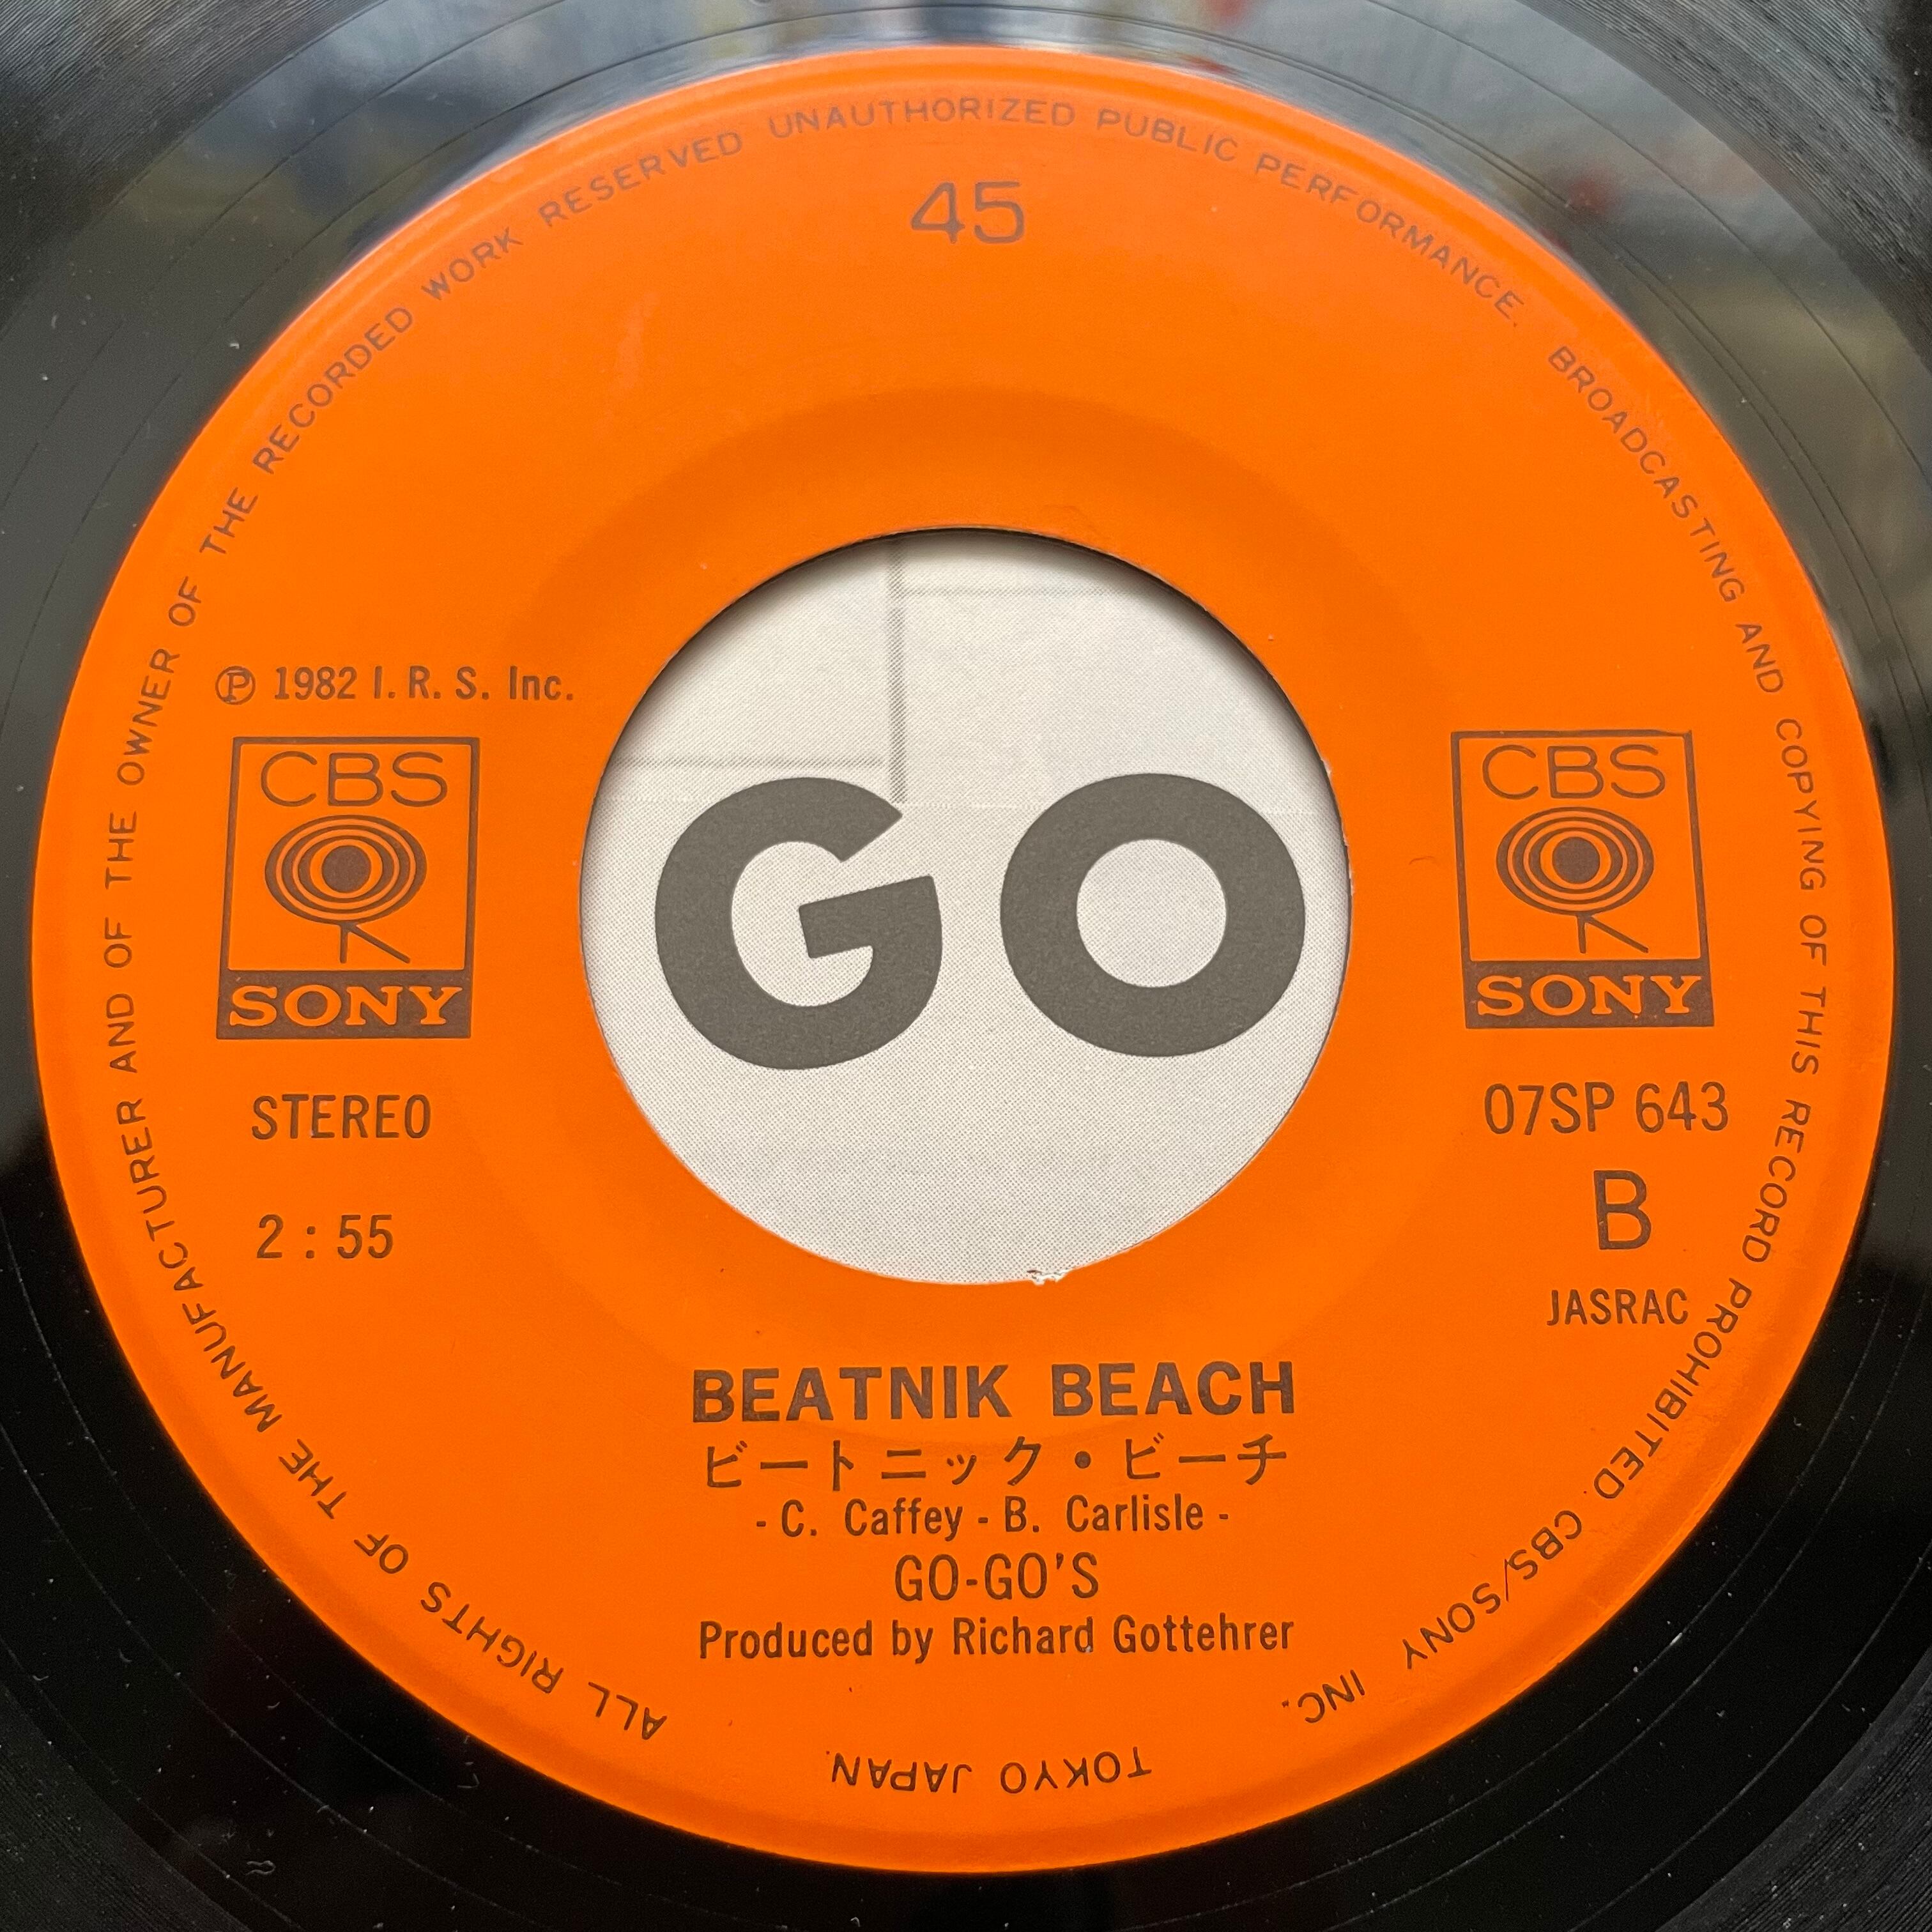 ALL RIGHTS OF THE MANUFACTURER AND OF THE OWNER OF THE RECORDED WORK RESERVED UNAUTHORIZED PUBLIC PERFORMANCE. BROADCASTING AND COPYING OF THIS RECORD PROHIBITED. CBS/SONY INC. TOKYO JAPAN.
45
Ⓟ 1982 I. R. S. Inc.
CBS
SONY
STEREO
2 : 55
GO
CBS
SONY
07SP 643
B
JASRAC
BEATNIK BEACH
ビートニック・ビーチ
- C. Caffey - B. Carlisle -
GO-GO'S
Produced by Richard Gottehrer